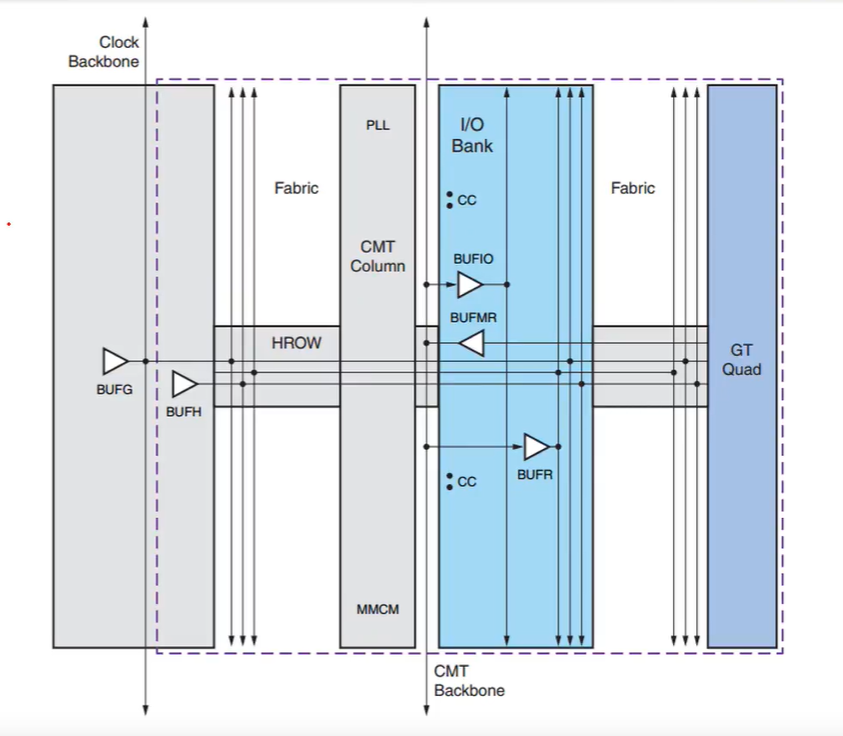 Clock
Backbone
PLL
I/O
Bank
Fabric
Fabric
CC
CMT
Column
BUFIO
BUFMR
HROW
GT
Quad
BUFG
BUFH
BUFR
CC
MMCM
CMT
Backbone